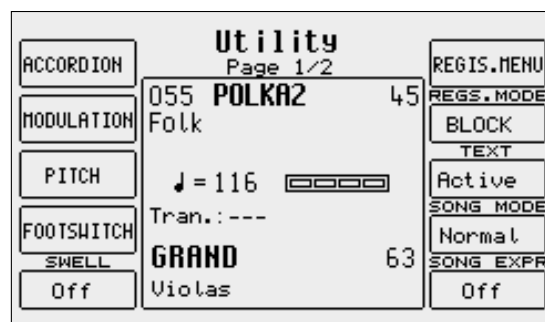 Utility
Page 1/2
ACCORDION
MODULATION
PITCH
FOOTSWITCH
SWELL
Off
055 POLKA2 45
Folk
♩= 116
Tran.:---
GRAND 63
Violas
REGIS.MENU
REGS.MODE
BLOCK
TEXT
Active
SONG MODE
Normal
SONG EXPR
Off